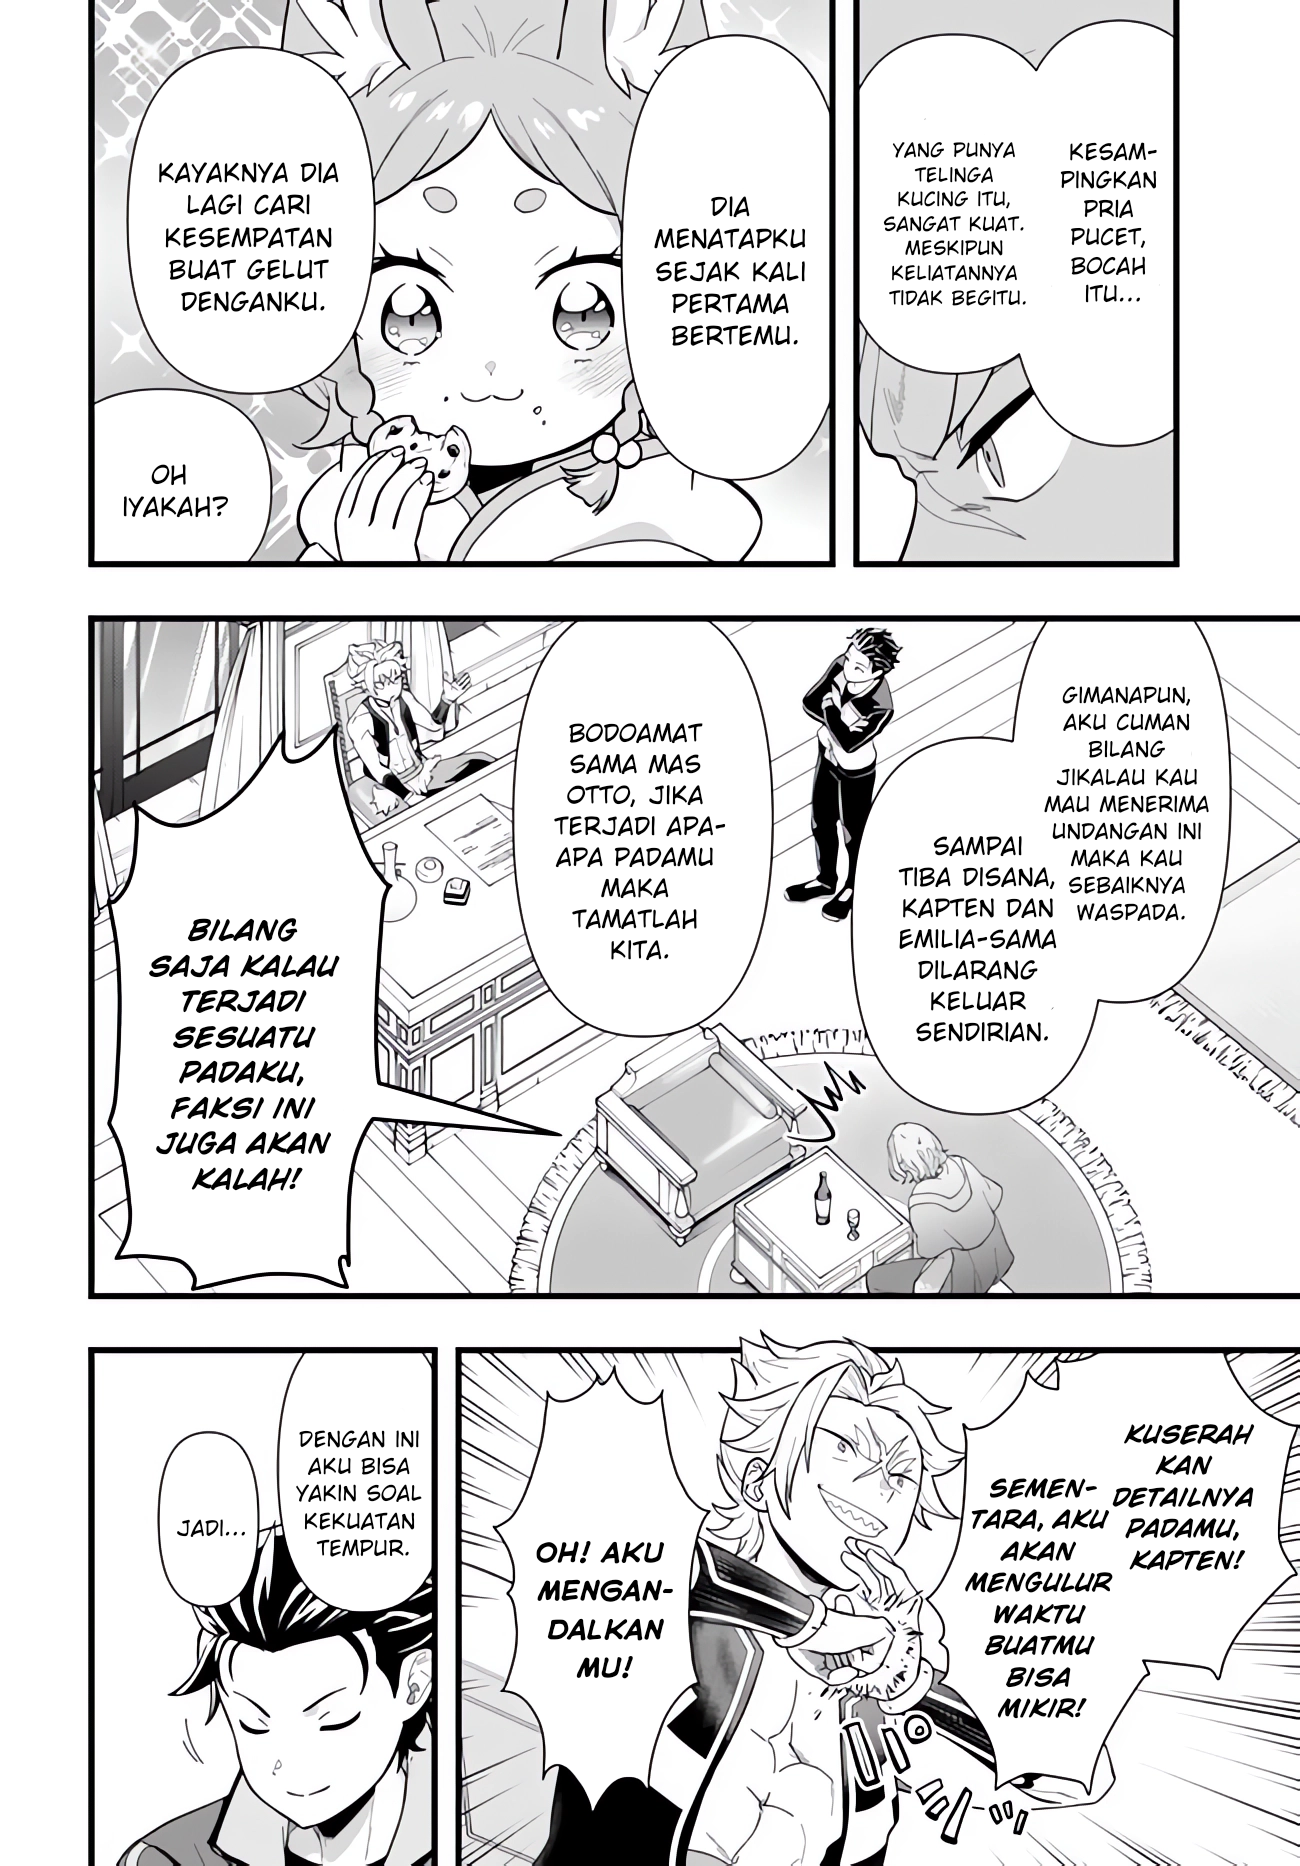 KESAM-
PINGKAN
PRIA
PUCET,
BOCAH
ITU...
YANG PUNYA
TELINGA
KUCING ITU,
SANGAT KUAT.
MESKIPUN
KELIATANNYA
TIDAK BEGITU.
DIA
MENATAPKU
SEJAK KALI
PERTAMA
BERTEMU.
KAYAKNYA DIA
LAGI CARI
KESEMPATAN
BUAT GELUT
DENGANKU.
OH
IYAKAH?
GIMANAPUN,
AKU CUMAN
BILANG
JIKALAU KAU
MAU MENERIMA
UNDANGAN INI
MAKA KAU
SEBAIKNYA
WASPADA.
SAMPAI
TIBA DISANA,
KAPTEN DAN
EMILIA-SAMA
DILARANG
KELUAR
SENDIRIAN.
BODOAMAT
SAMA MAS
OTTO, JIKA
TERJADI APA-
APA PADAMU
MAKA
TAMATLAH
KITA.
BILANG
SAJA KALAU
TERJADI
SESUATU
PADAKU,
FAKSI INI
JUGA AKAN
KALAH!
KUSERAH
KAN
DETAILNYA
PADAMU,
KAPTEN!
SEMEN-
TARA, AKU
AKAN
MENGULUR
WAKTU
BUATMU
BISA
MIKIR!
OH! AKU
MENGAN-
DALKAN
MU!
DENGAN INI
AKU BISA
YAKIN SOAL
KEKUATAN
TEMPUR.
JADI...